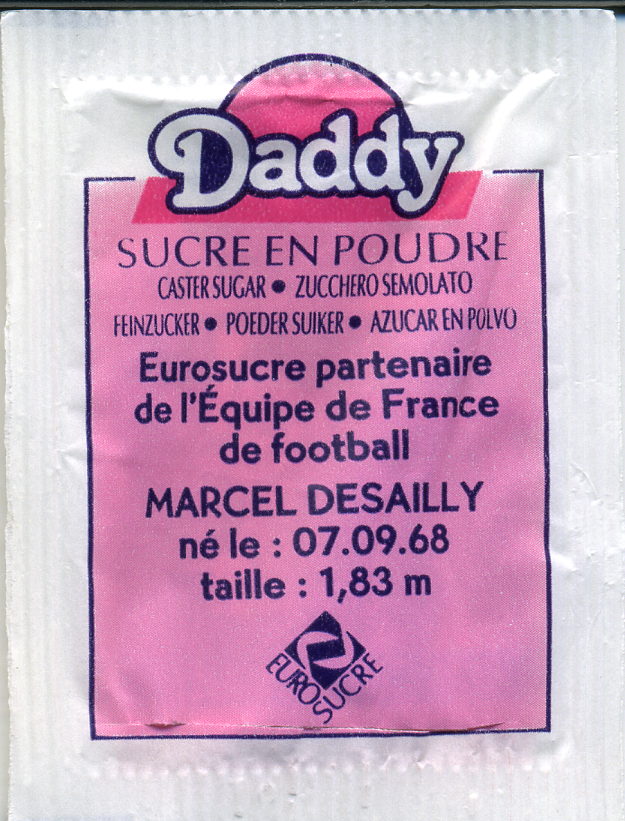 Daddy
SUCRE EN POUDRE
CASTER SUGAR • ZUCCHERO SEMOLATO
FEINZUCKER • POEDER SUIKER • AZUCAR EN POLVO
Eurosucre partenaire
de l'Équipe de France
de football
MARCEL DESAILLY
né le : 07.09.68
taille : 1,83 m
EUROSUCRE